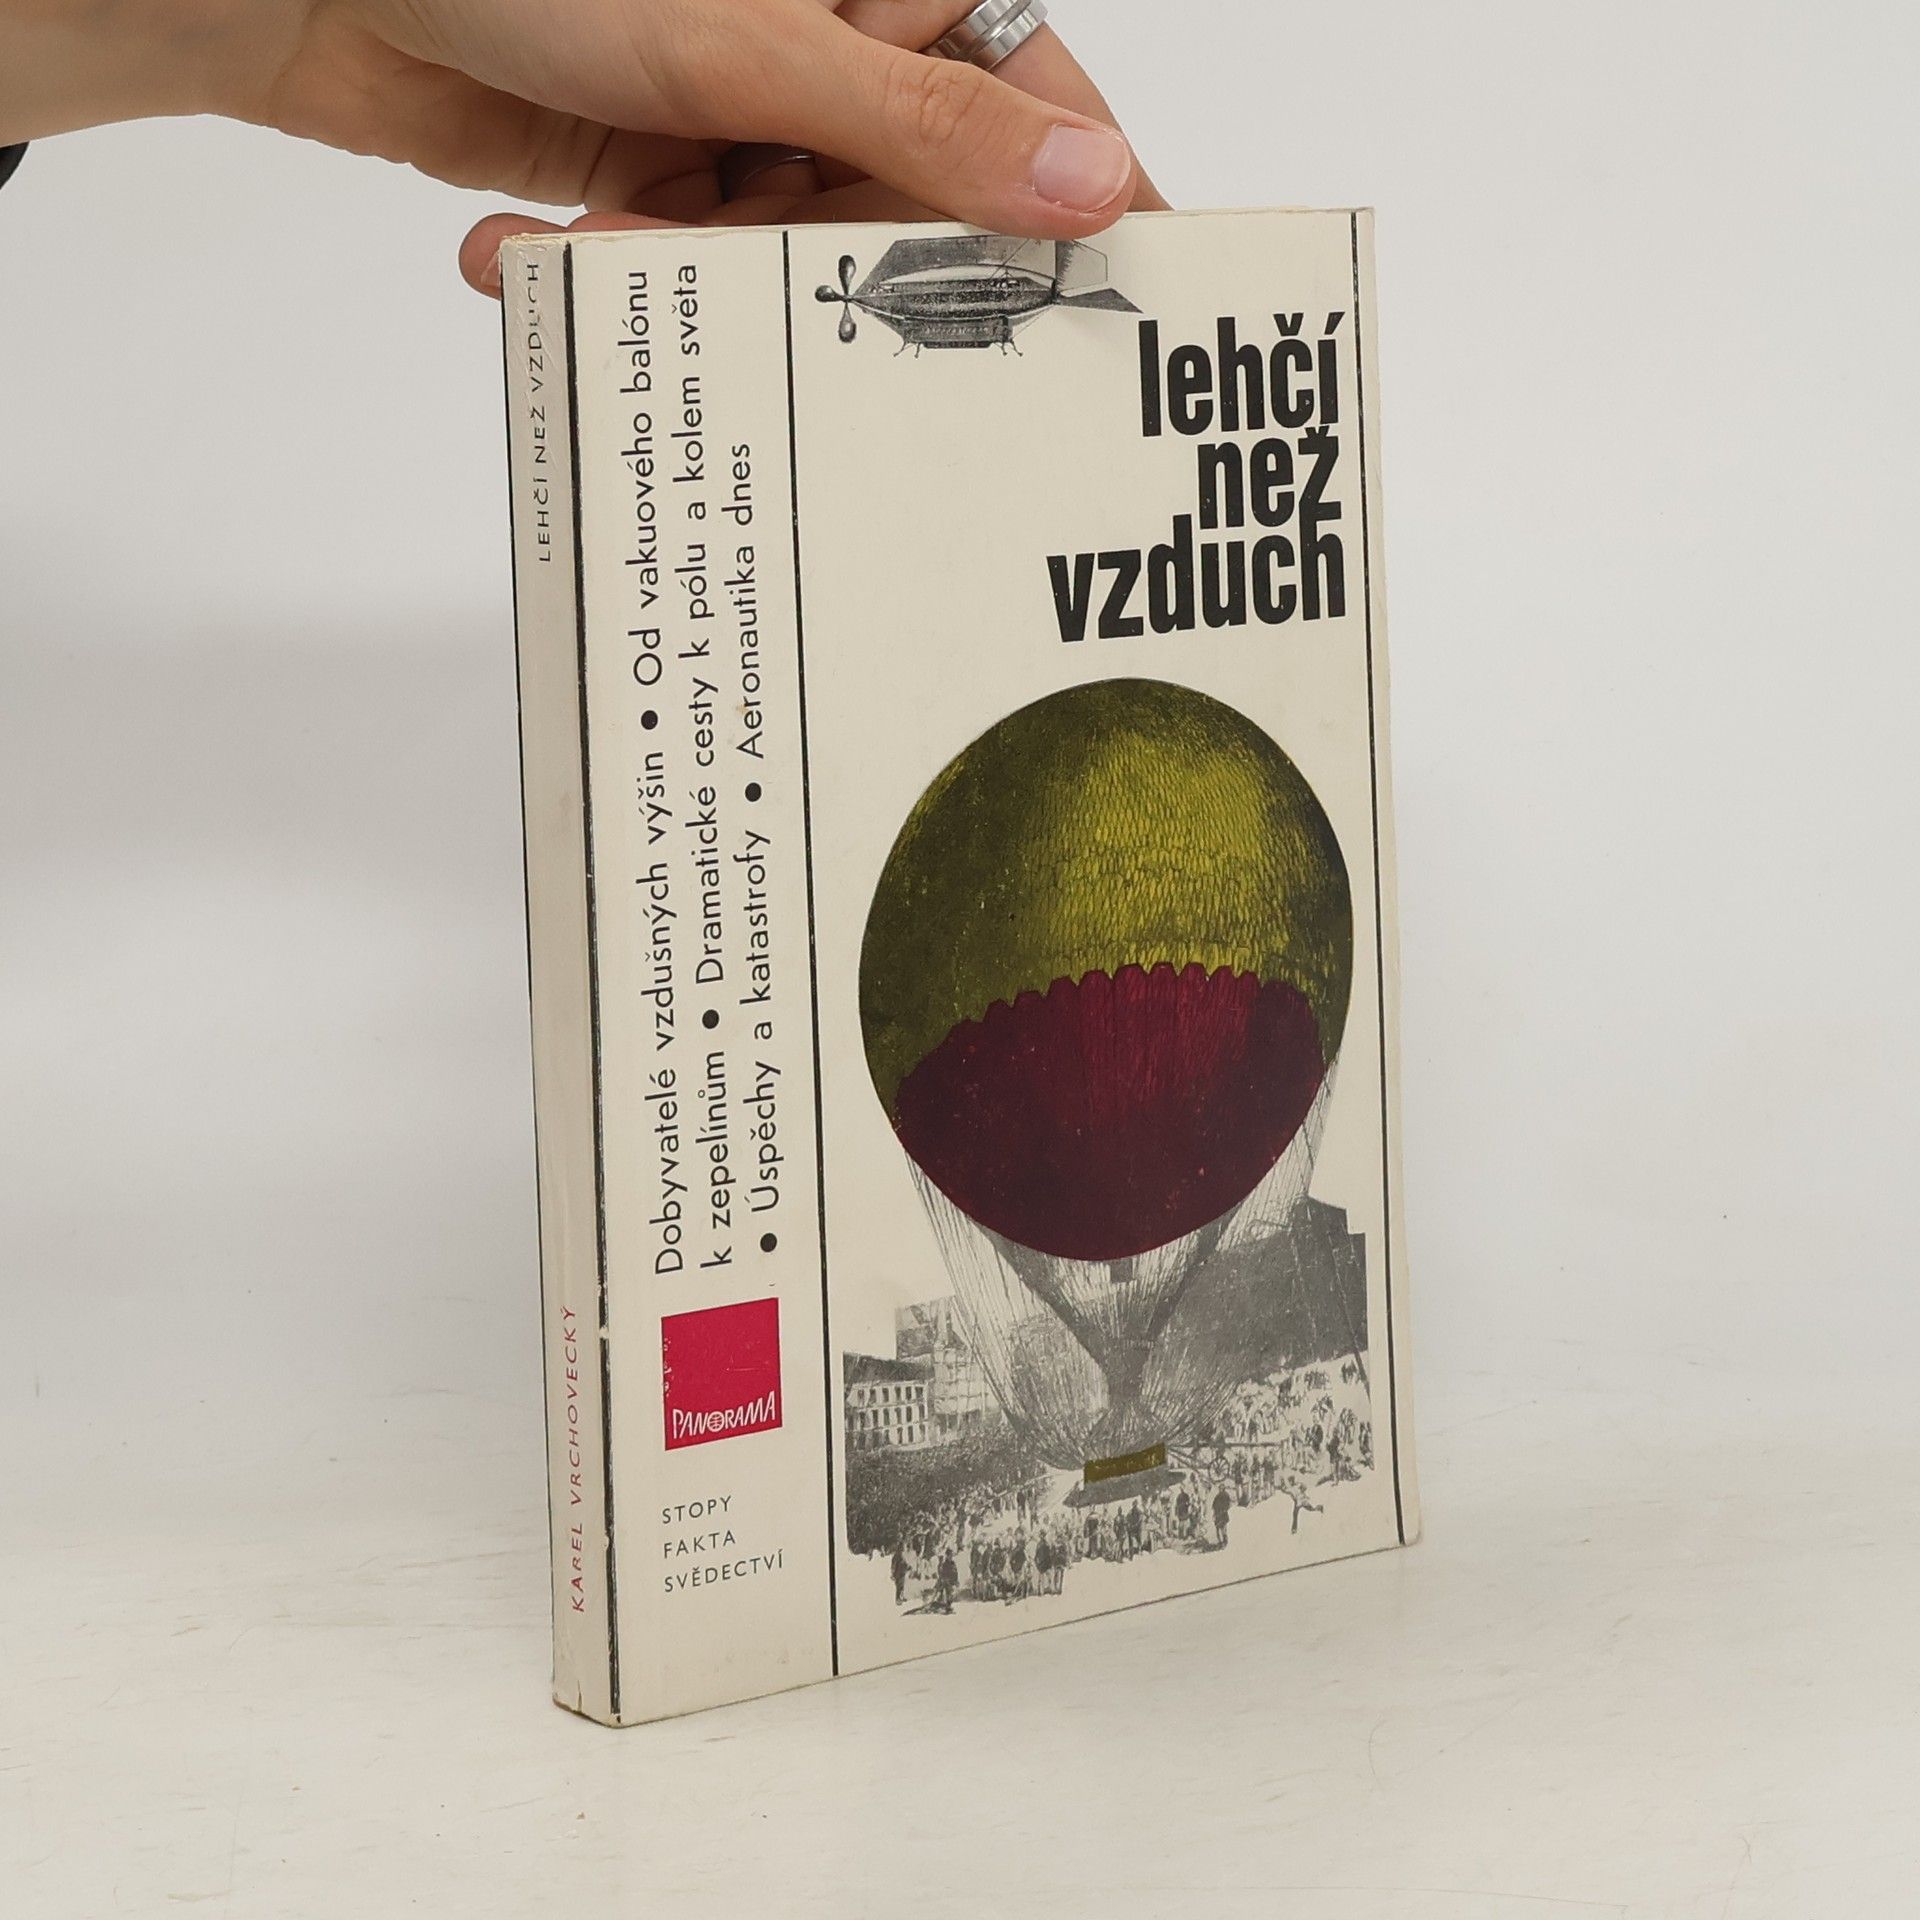 LEHČÍ NEŽ VZDUCH
KAREL VRCHOVECKÝ
Dobyvatelé vzdušných výšin ● Od vakuového balónu
k zepelínům ● Dramatické cesty k pólu a kolem světa
● Úspěchy a katastrofy ● Aeronautika dnes
PANORAMA
STOPY
FAKTA
SVĚDECTVÍ
lehčí
než
vzduch